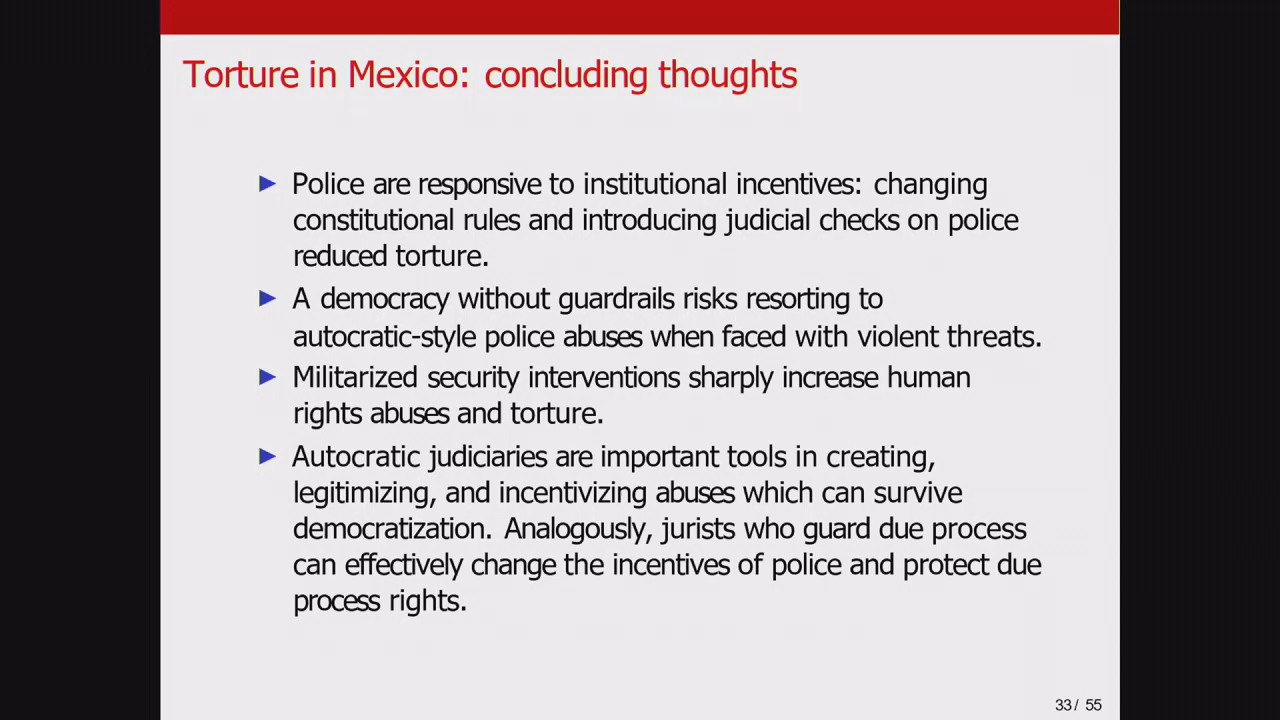 Torture in Mexico: concluding thoughts
▶ Police are responsive to institutional incentives: changing
constitutional rules and introducing judicial checks on police
reduced torture.
▶ A democracy without guardrails risks resorting to
autocratic-style police abuses when faced with violent threats.
▶ Militarized security interventions sharply increase human
rights abuses and torture.
▶ Autocratic judiciaries are important tools in creating,
legitimizing, and incentivizing abuses which can survive
democratization. Analogously, jurists who guard due process
can effectively change the incentives of police and protect due
process rights.
33 / 55